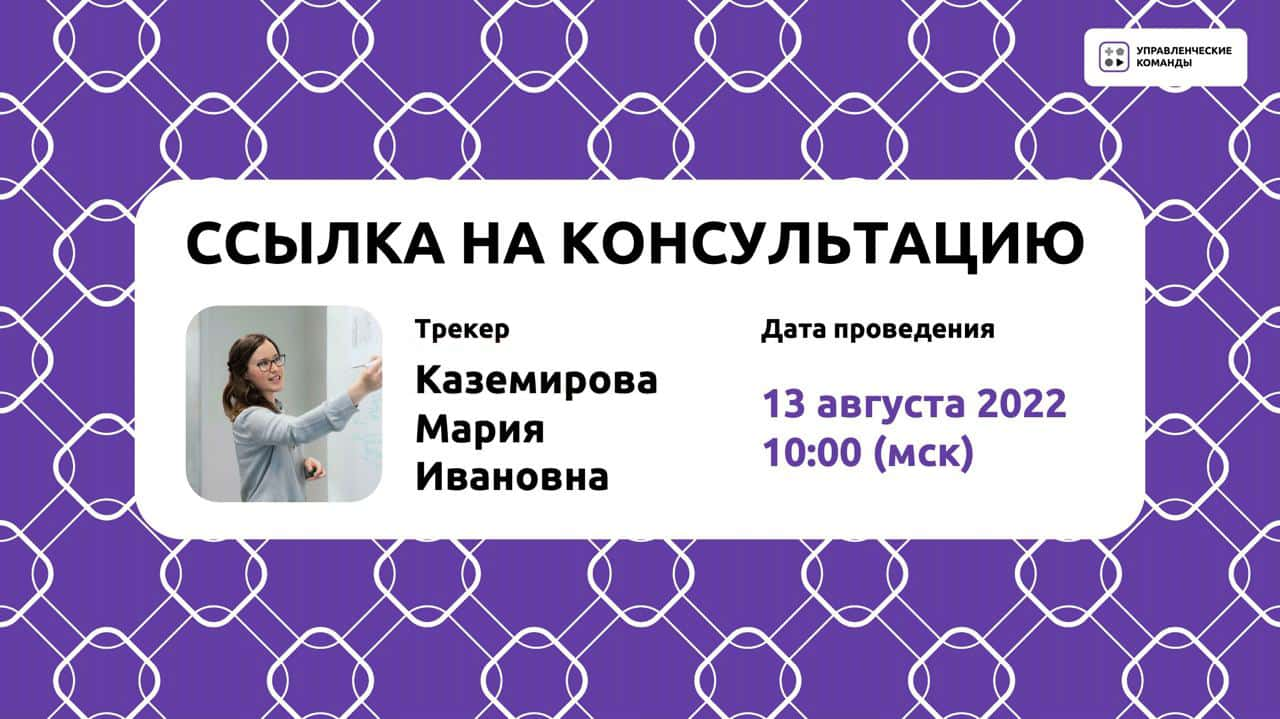 УПРАВЛЕНЧЕСКИЕ
КОМАНДЫ
ССЫЛКА НА КОНСУЛЬТАЦИЮ
Трекер
Каземирова
Мария
Ивановна
Дата проведения
13 августа 2022
10:00 (мск)